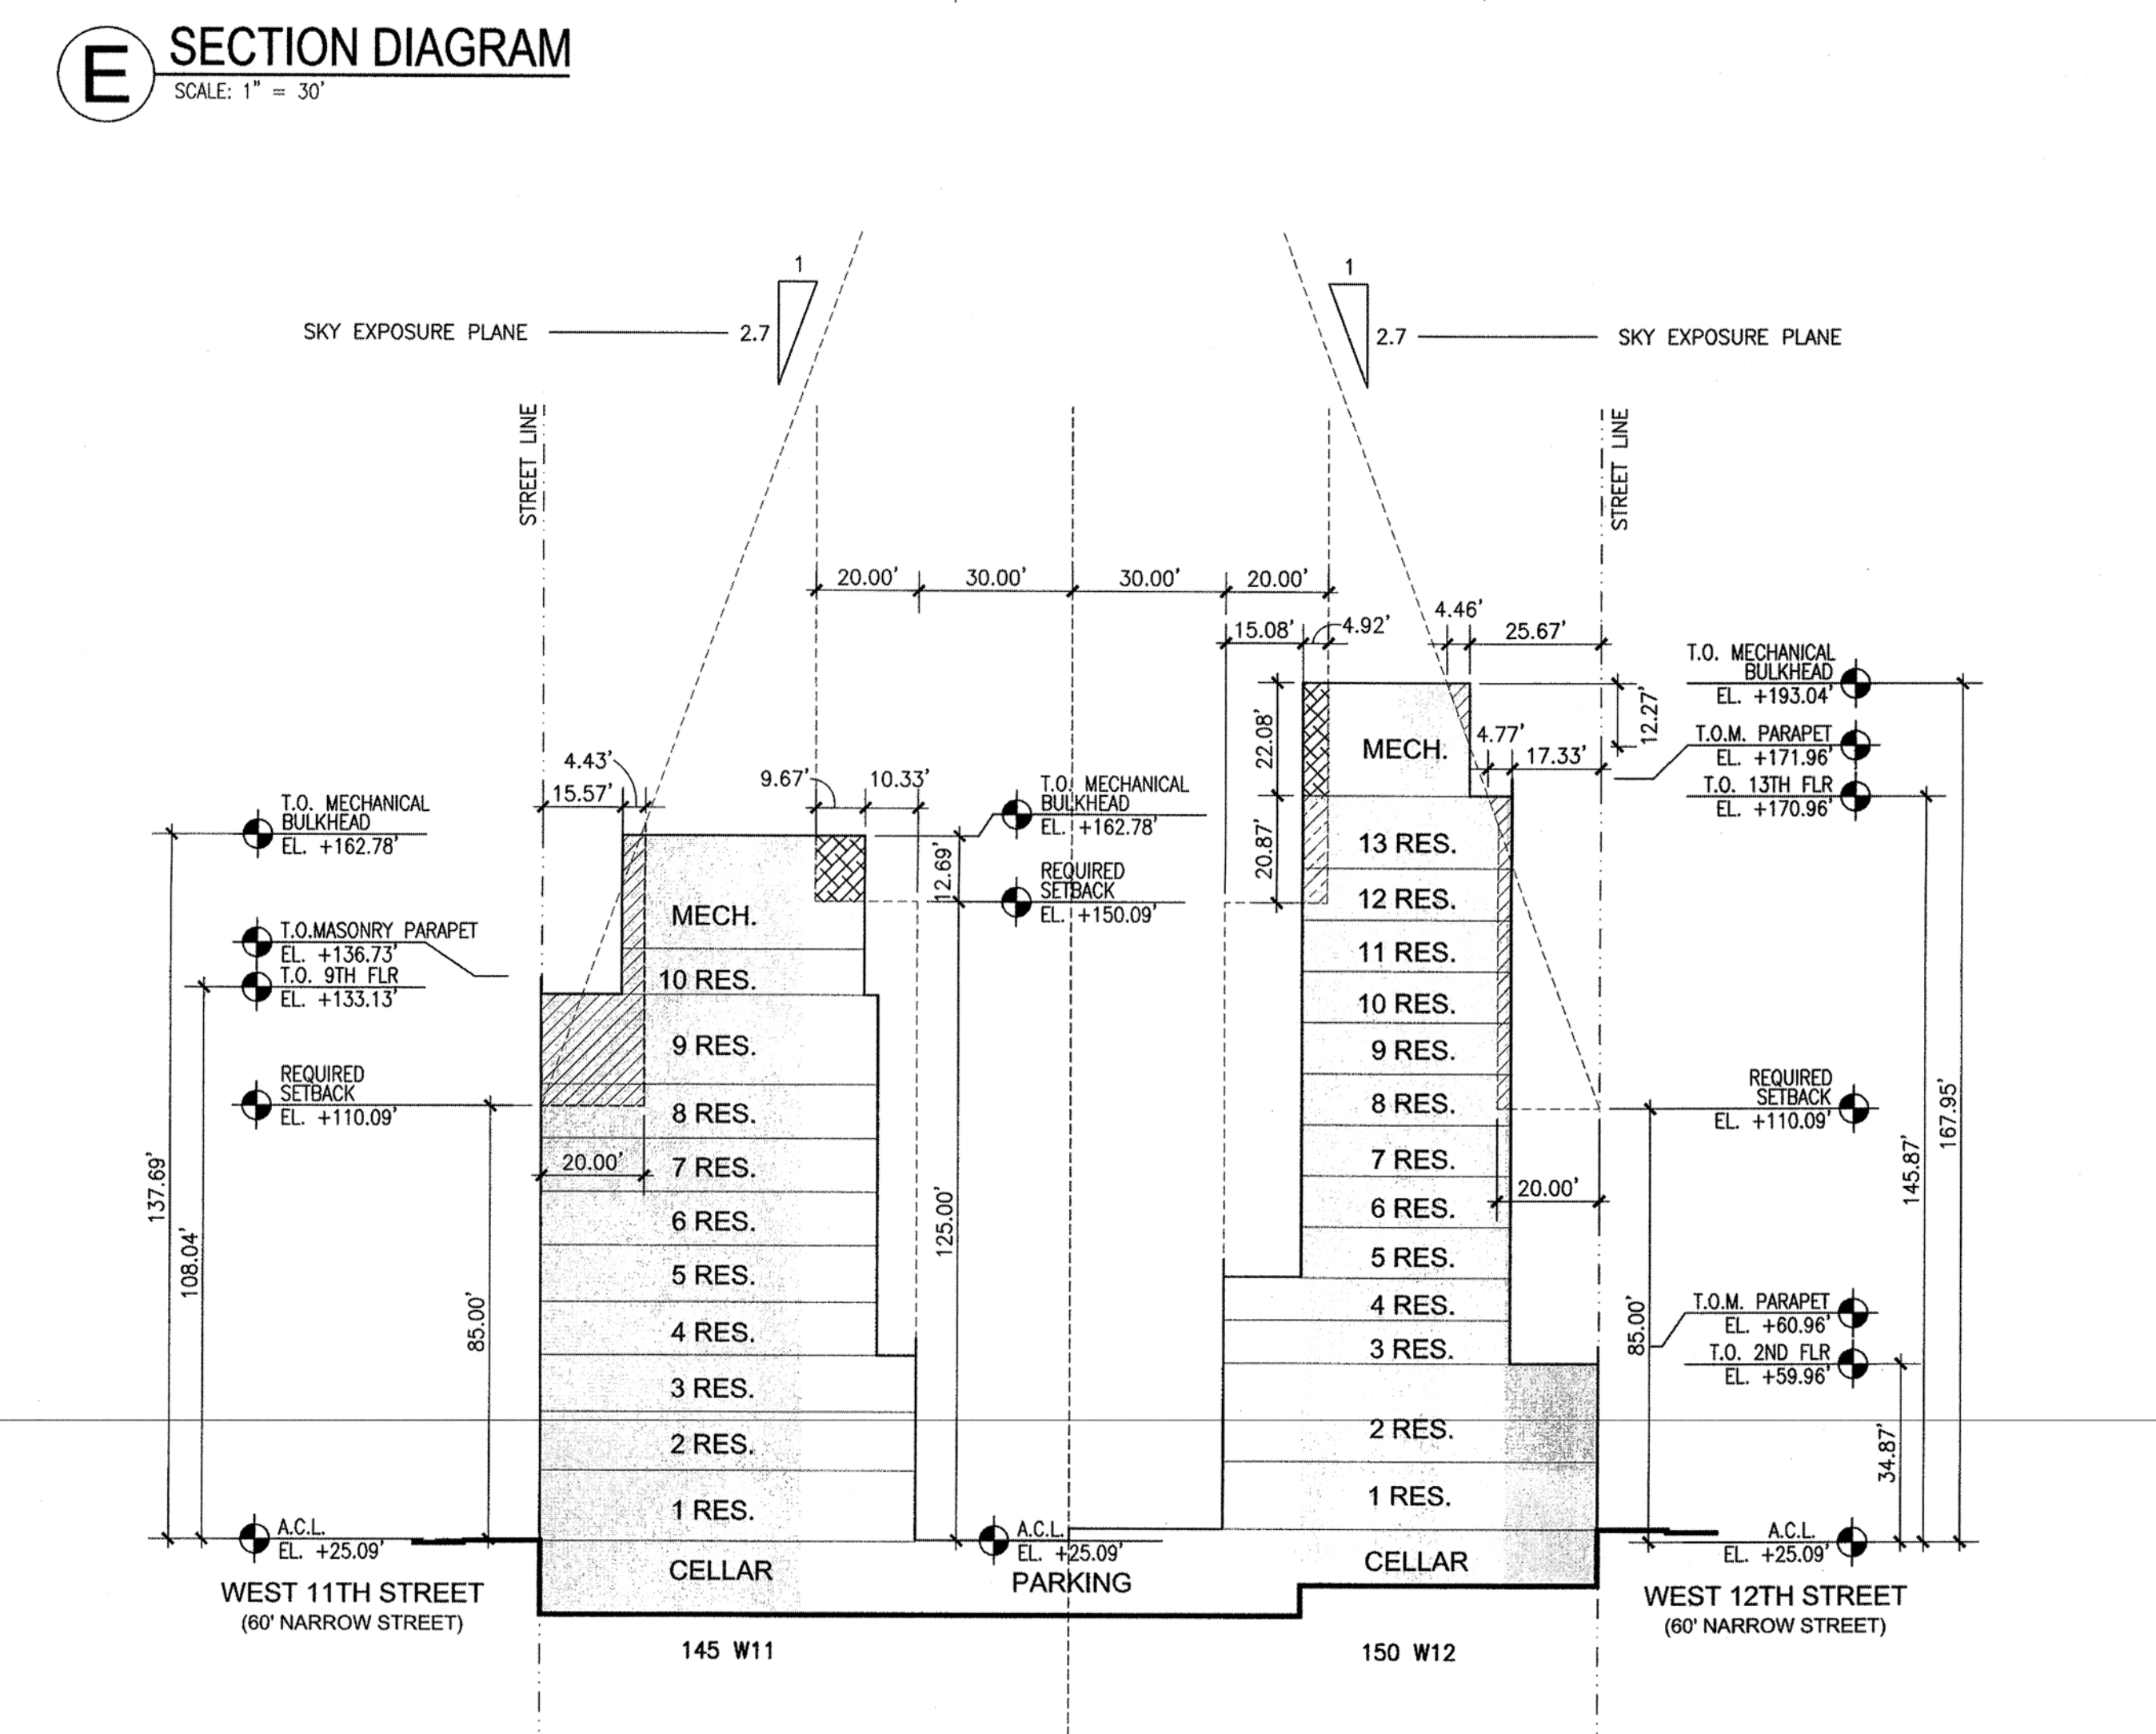 E
SECTION DIAGRAM
SCALE: 1" = 30'
1
2.7
SKY EXPOSURE PLANE
1
2.7
SKY EXPOSURE PLANE
STREET LINE
STREET LINE
20.00'
30.00'
30.00'
20.00'
15.08'
4.92'
4.46'
25.67'
T.O. MECHANICAL
BULKHEAD
EL. +193.04'
12.27'
22.08'
MECH.
4.77'
17.33'
T.O.M. PARAPET
EL. +171.96'
T.O. 13TH FLR
EL. +170.96'
4.43'
15.57'
9.67'
10.33'
T.O. MECHANICAL
BULKHEAD
EL. +162.78'
T.O. MECHANICAL
BULKHEAD
EL. +162.78'
12.69'
REQUIRED
SETBACK
EL. +150.09'
20.87'
13 RES.
12 RES.
11 RES.
10 RES.
9 RES.
8 RES.
7 RES.
6 RES.
5 RES.
4 RES.
3 RES.
2 RES.
1 RES.
CELLAR
MECH.
10 RES.
9 RES.
8 RES.
7 RES.
6 RES.
5 RES.
4 RES.
3 RES.
2 RES.
1 RES.
CELLAR
T.O.MASONRY PARAPET
EL. +136.73'
T.O. 9TH FLR
EL. +133.13'
REQUIRED
SETBACK
EL. +110.09'
20.00'
137.69'
108.04'
85.00'
125.00'
REQUIRED
SETBACK
EL. +110.09'
20.00'
85.00'
167.95'
145.87'
34.87'
T.O.M. PARAPET
EL. +60.96'
T.O. 2ND FLR
EL. +59.96'
A.C.L.
EL. +25.09'
A.C.L.
EL. +25.09'
A.C.L.
EL. +25.09'
WEST 11TH STREET
(60' NARROW STREET)
PARKING
WEST 12TH STREET
(60' NARROW STREET)
145 W11
150 W12